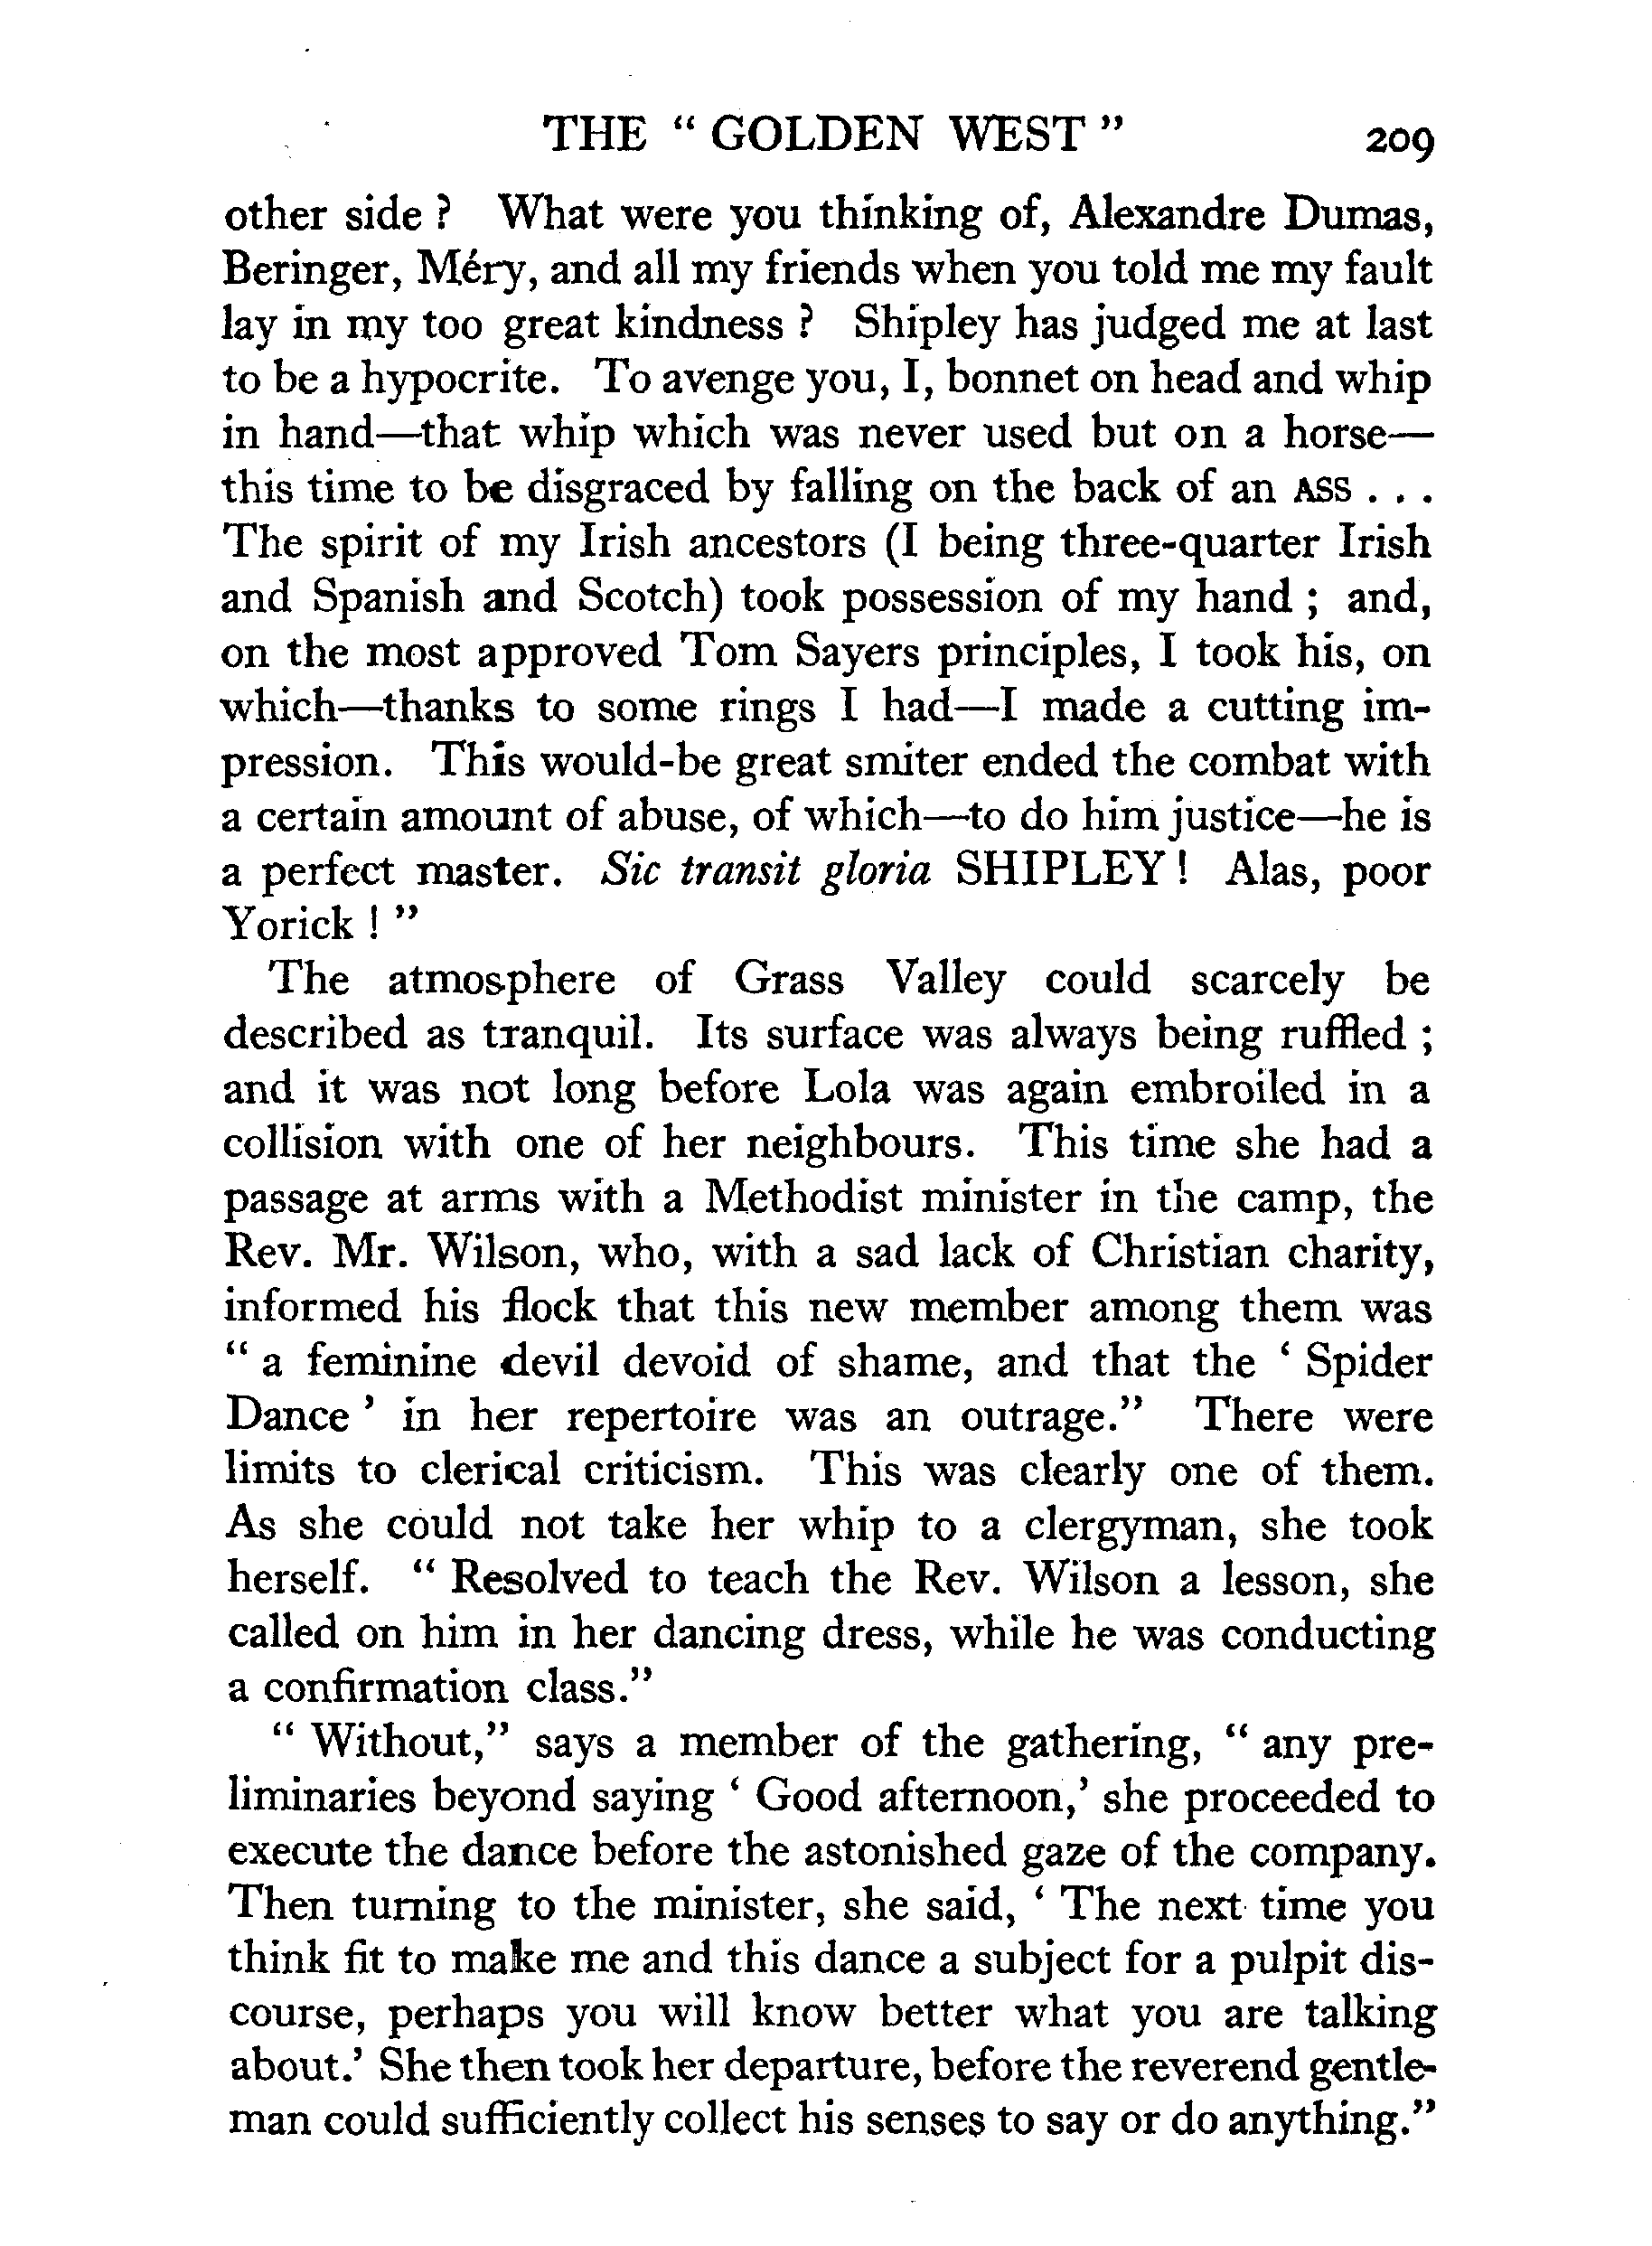 THE " GOLDEN WEST " 209
other side ? What were you thinking of, Alexandre Dumas,
Beringer, Méry, and all my friends when you told me my fault
lay in my too great kindness ? Shipley has judged me at last
to be a hypocrite. To avenge you, I, bonnet on head and whip
in hand—that whip which was never used but on a horse—
this time to be disgraced by falling on the back of an ASS . . .
The spirit of my Irish ancestors (I being three-quarter Irish
and Spanish and Scotch) took possession of my hand ; and,
on the most approved Tom Sayers principles, I took his, on
which—thanks to some rings I had—I made a cutting im-
pression. This would-be great smiter ended the combat with
a certain amount of abuse, of which—to do him justice—he is
a perfect master. Sic transit gloria SHIPLEY ! Alas, poor
Yorick ! "
The atmosphere of Grass Valley could scarcely be
described as tranquil. Its surface was always being ruffled ;
and it was not long before Lola was again embroiled in a
collision with one of her neighbours. This time she had a
passage at arms with a Methodist minister in the camp, the
Rev. Mr. Wilson, who, with a sad lack of Christian charity,
informed his flock that this new member among them was
" a feminine devil devoid of shame, and that the ' Spider
Dance ' in her repertoire was an outrage." There were
limits to clerical criticism. This was clearly one of them.
As she could not take her whip to a clergyman, she took
herself. " Resolved to teach the Rev. Wilson a lesson, she
called on him in her dancing dress, while he was conducting
a confirmation class."
" Without," says a member of the gathering, " any pre-
liminaries beyond saying ' Good afternoon,' she proceeded to
execute the dance before the astonished gaze of the company.
Then turning to the minister, she said, ' The next time you
think fit to make me and this dance a subject for a pulpit dis-
course, perhaps you will know better what you are talking
about.' She then took her departure, before the reverend gentle-
man could sufficiently collect his senses to say or do anything."